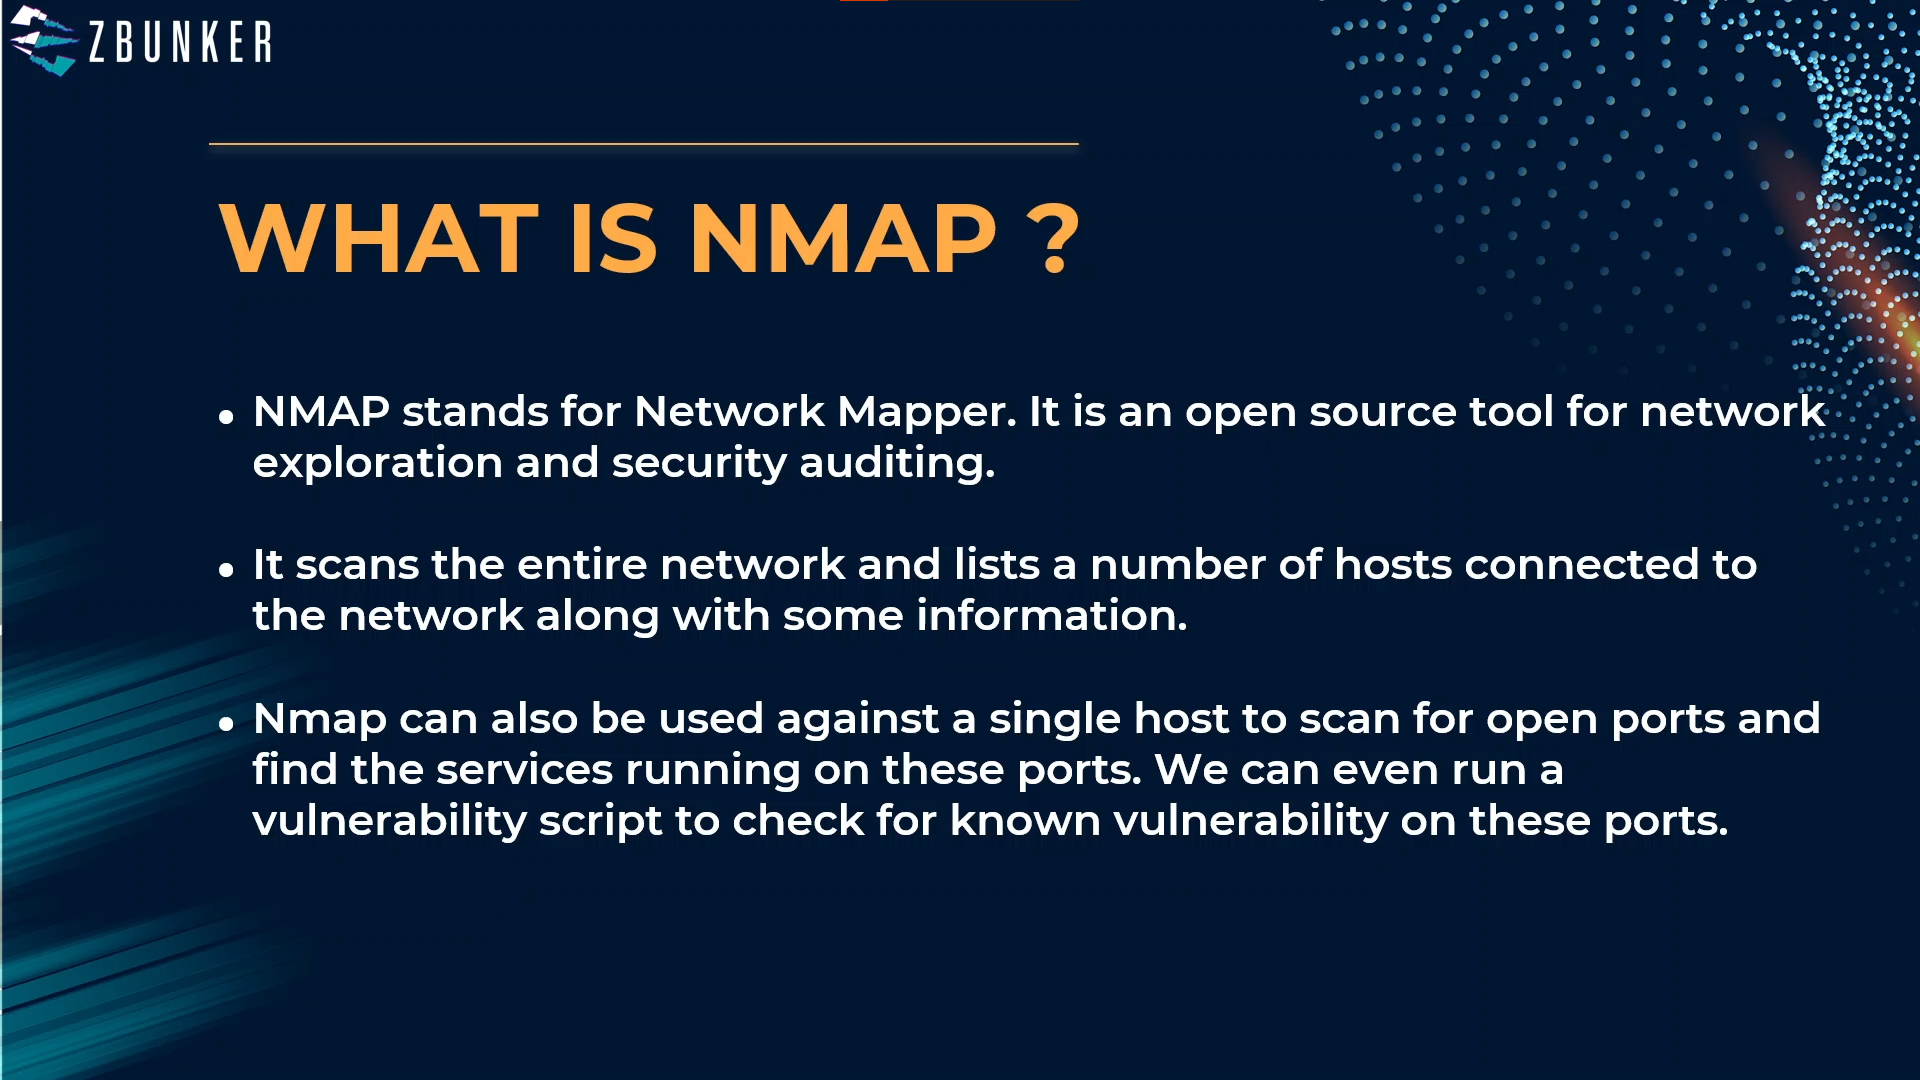 ZBUNKER
WHAT IS NMAP ?
• NMAP stands for Network Mapper. It is an open source tool for network
exploration and security auditing.
• It scans the entire network and lists a number of hosts connected to
the network along with some information.
• Nmap can also be used against a single host to scan for open ports and
find the services running on these ports. We can even run a
vulnerability script to check for known vulnerability on these ports.